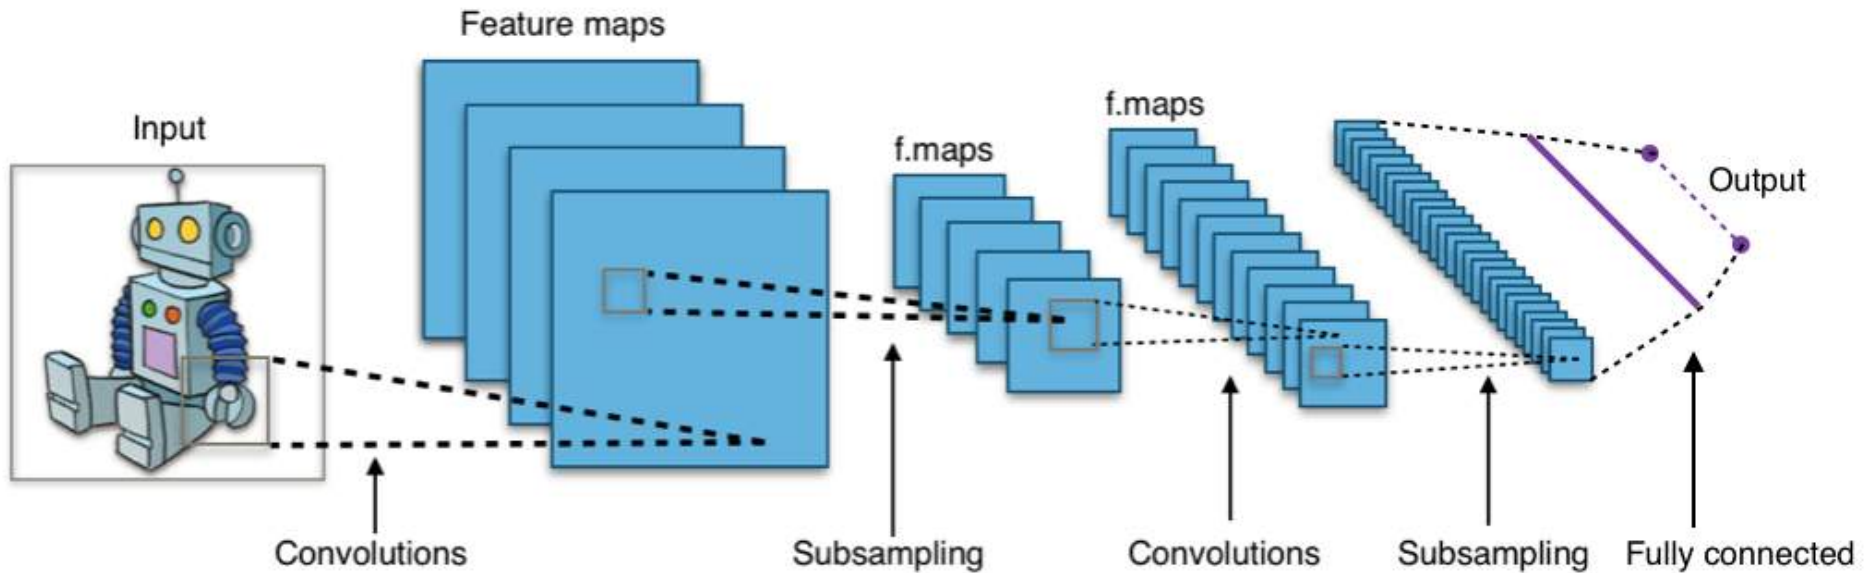 Feature maps
Input
f.maps
f.maps
Output
Convolutions
Subsampling
Convolutions
Subsampling
Fully connected